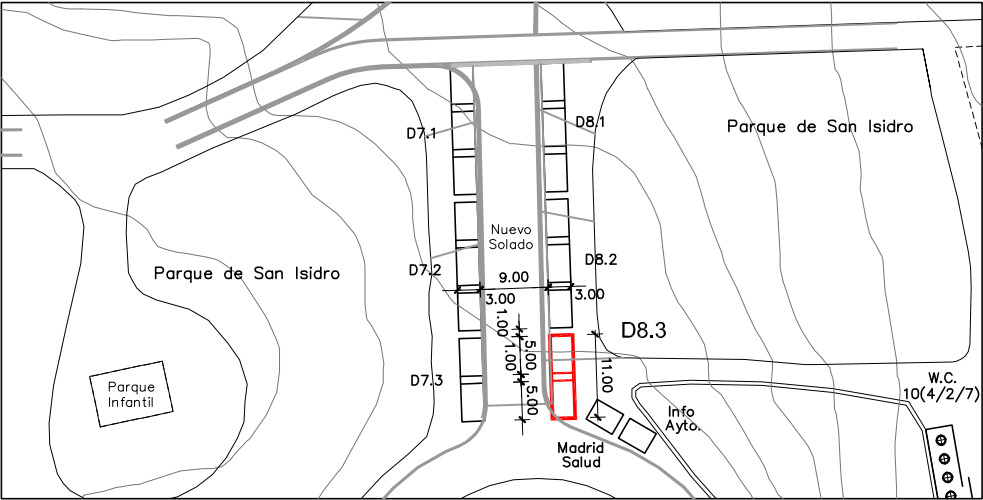 D7.1
D8.1
Parque de San Isidro
Nuevo
Solado
D7.2
D8.2
Parque de San Isidro
9.00
3.00
3.00
1.00
D8.3
5.00
1.00
11.00
D7.3
5.00
Parque
Infantil
W.C.
10(4/2/7)
Info
Ayto.
Madrid
Salud